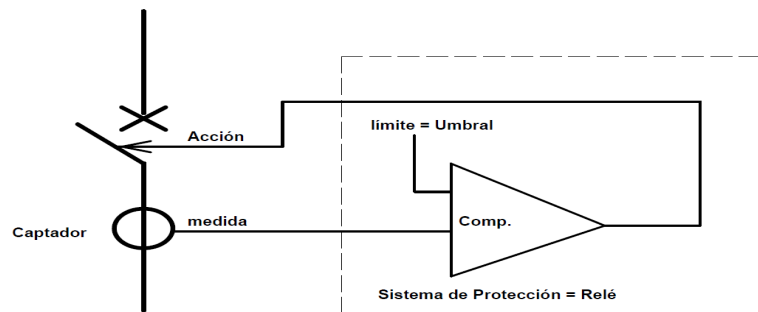 Acción
límite = Umbral
Captador
medida
Comp.
Sistema de Protección = Relé